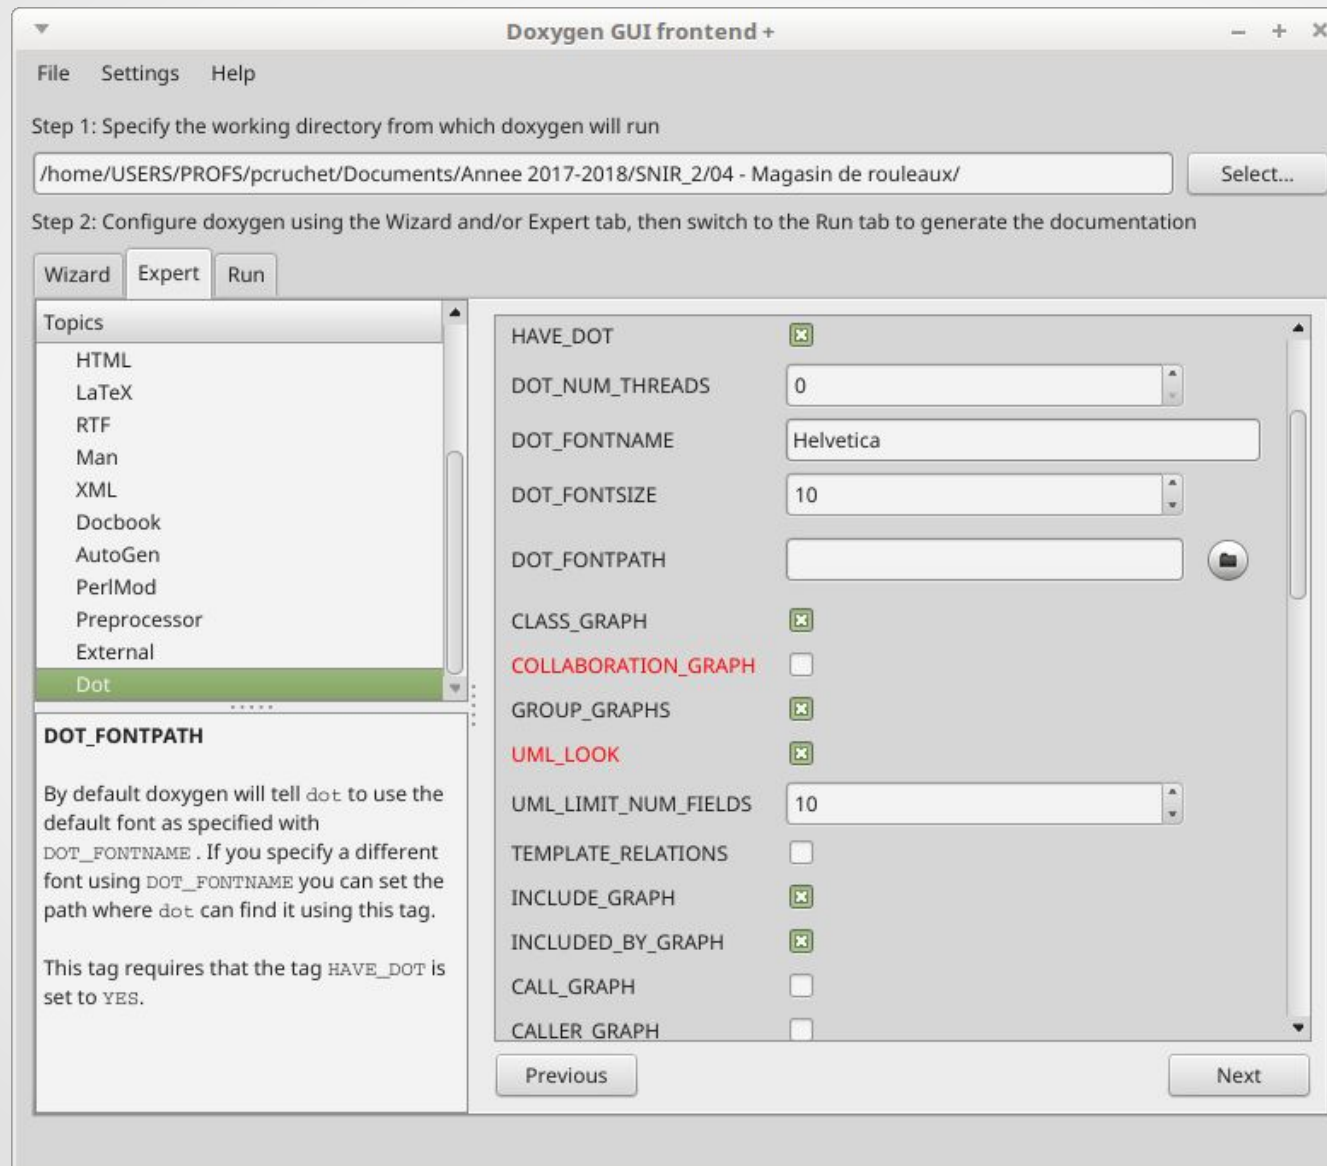 Doxygen GUI frontend +
File Settings Help
Step 1: Specify the working directory from which doxygen will run
/home/USERS/PROFS/pcruchet/Documents/Annee 2017-2018/SNIR_2/04 - Magasin de rouleaux/
Select...
Step 2: Configure doxygen using the Wizard and/or Expert tab, then switch to the Run tab to generate the documentation
Wizard Expert Run
Topics
HTML
LaTeX
RTF
Man
XML
Docbook
AutoGen
PerlMod
Preprocessor
External
Dot
DOT_FONTPATH
By default doxygen will tell dot to use the
default font as specified with
DOT_FONTNAME . If you specify a different
font using DOT_FONTNAME you can set the
path where dot can find it using this tag.
This tag requires that the tag HAVE_DOT is
set to YES.
HAVE_DOT
DOT_NUM_THREADS 0
DOT_FONTNAME Helvetica
DOT_FONTSIZE 10
DOT_FONTPATH
CLASS_GRAPH
COLLABORATION_GRAPH
GROUP_GRAPHS
UML_LOOK
UML_LIMIT_NUM_FIELDS 10
TEMPLATE_RELATIONS
INCLUDE_GRAPH
INCLUDED_BY_GRAPH
CALL_GRAPH
CALLER_GRAPH
Previous
Next